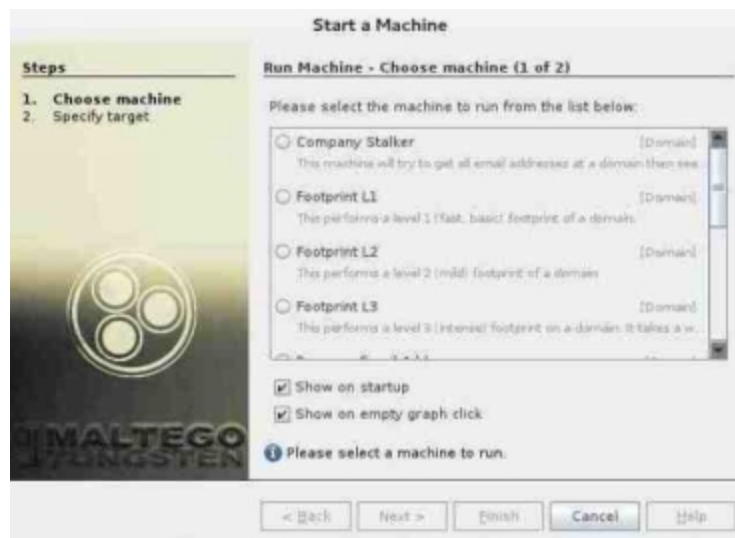 Start a Machine
Steps
1. Choose machine
2. Specify target
MALTEGO
TUNGSTEN
Run Machine - Choose machine (1 of 2)
Please select the machine to run from the list below:
Company Stalker [Domain]
This machine will try to get all email addresses at a domain then see
Footprint L1 [Domain]
This performs a level 1 (fast, basic) footprint of a domain.
Footprint L2 [Domain]
This performs a level 2 (mild) footprint of a domain
Footprint L3 [Domain]
This performs a level 3 (intense) footprint on a domain. It takes a w...
Show on startup
Show on empty graph click
Please select a machine to run.
< Back Next > Finish Cancel Help